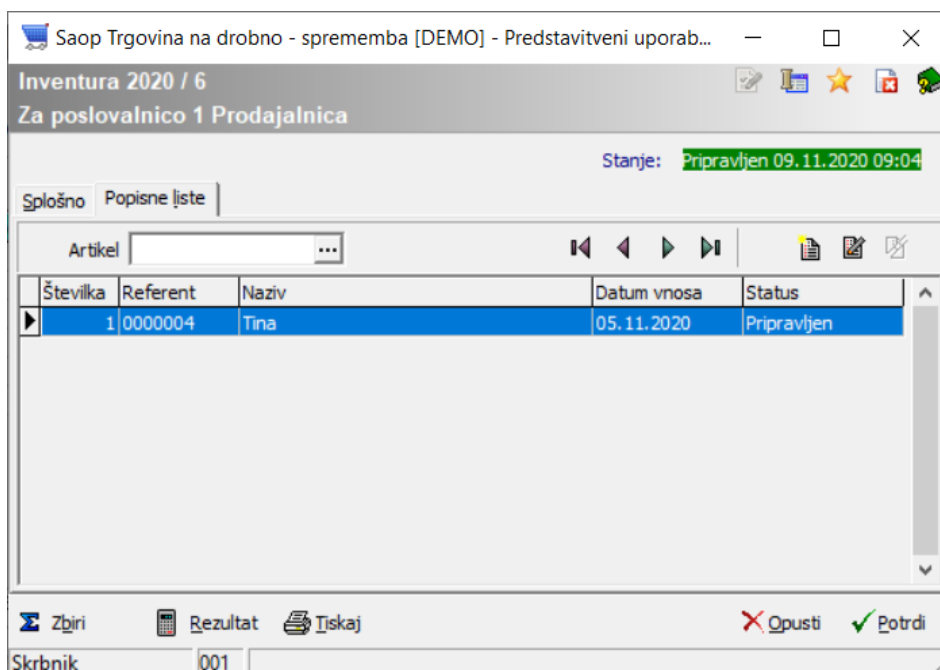 Saop Trgovina na drobno - sprememba [DEMO] - Predstavitveni uporab...
Inventura 2020 / 6
Za poslovalnico 1 Prodajalnica
Stanje: Pripravljen 09.11.2020 09:04
Splošno Popisne liste
Artikel ...
Številka Referent Naziv Datum vnosa Status
1 0000004 Tina 05.11.2020 Pripravljen
Σ Zbiri Rezultat Tiskaj Opusti Potrdi
Skrbnik 001